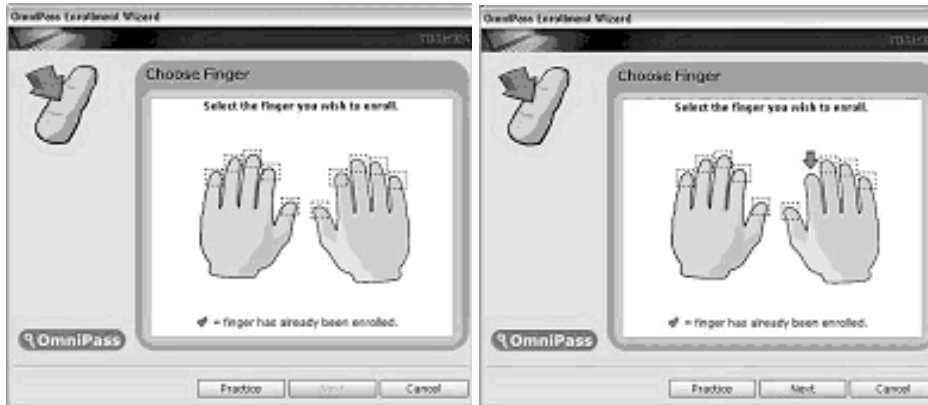 OmniPass Enrollment Wizard
TOSHIBA
Choose Finger
Select the finger you wish to enroll.
= finger has already been enrolled.
OmniPass
Practice
Next
Cancel
OmniPass Enrollment Wizard
Choose Finger
Select the finger you wish to enroll.
= finger has already been enrolled.
OmniPass
Practice
Next
Cancel